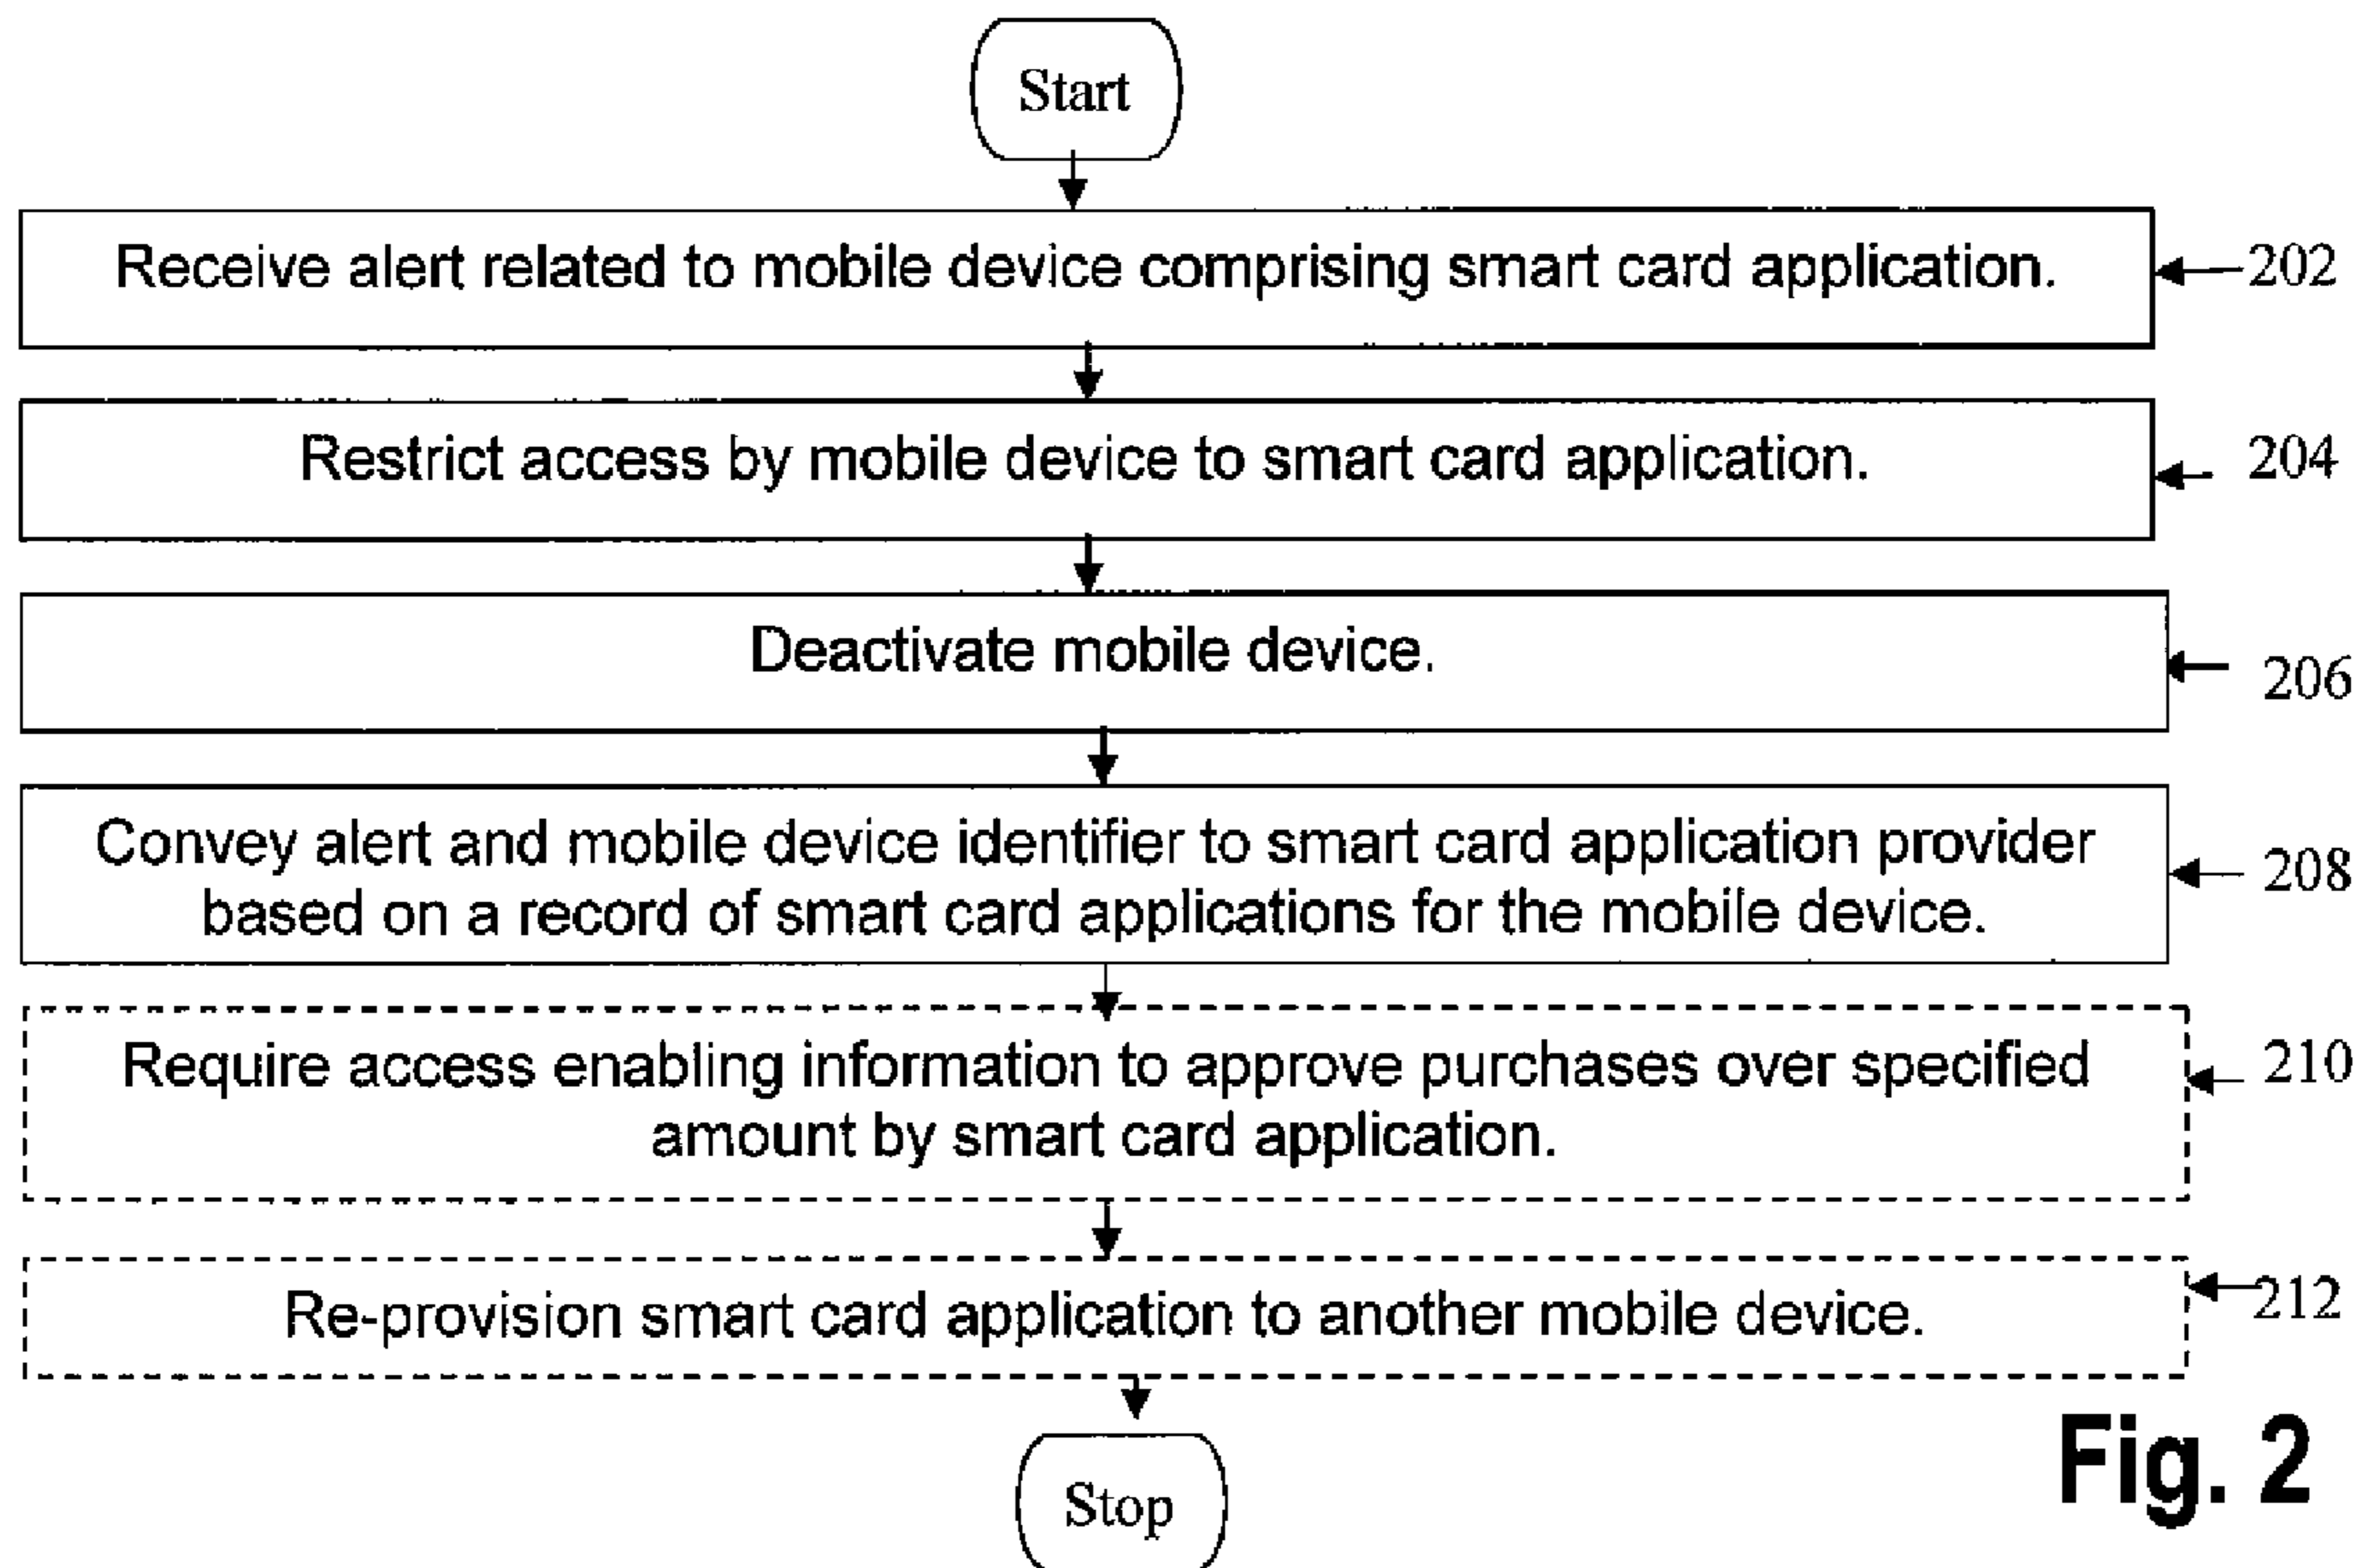 Start
Receive alert related to mobile device comprising smart card application.
202
Restrict access by mobile device to smart card application.
204
Deactivate mobile device.
206
Convey alert and mobile device identifier to smart card application provider
based on a record of smart card applications for the mobile device.
208
Require access enabling information to approve purchases over specified
amount by smart card application.
210
Re-provision smart card application to another mobile device.
212
Stop
Fig. 2